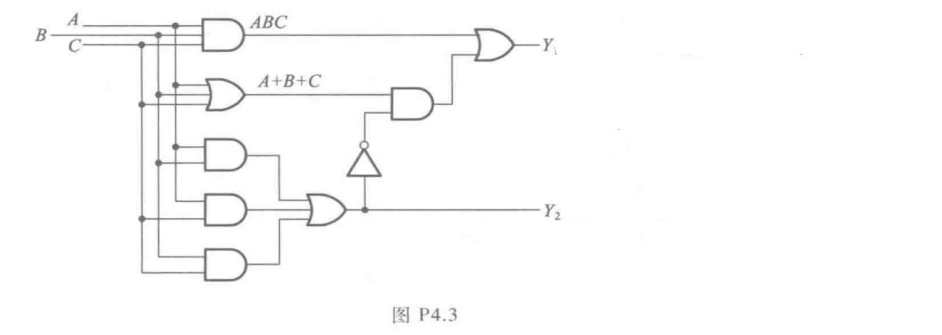 A
B
C
ABC
Y₁
A+B+C
Y₂
图 P4.3